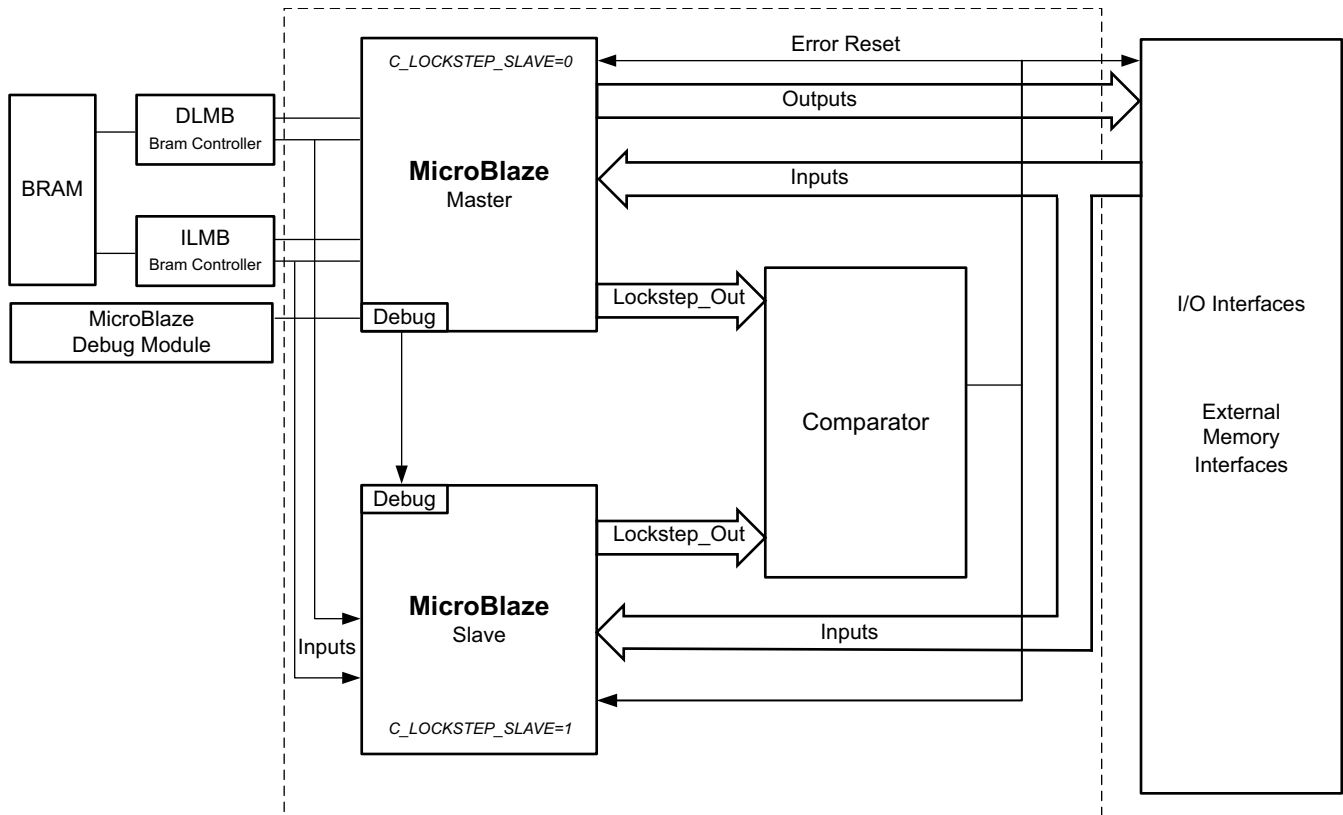 C_LOCKSTEP_SLAVE=0
Error Reset
Outputs
DLMB
Bram Controller
BRAM
MicroBlaze
Master
Inputs
ILMB
Bram Controller
Lockstep_Out
I/O Interfaces
MicroBlaze
Debug Module
Debug
Comparator
External
Memory
Interfaces
Debug
Lockstep_Out
MicroBlaze
Slave
Inputs
Inputs
C_LOCKSTEP_SLAVE=1